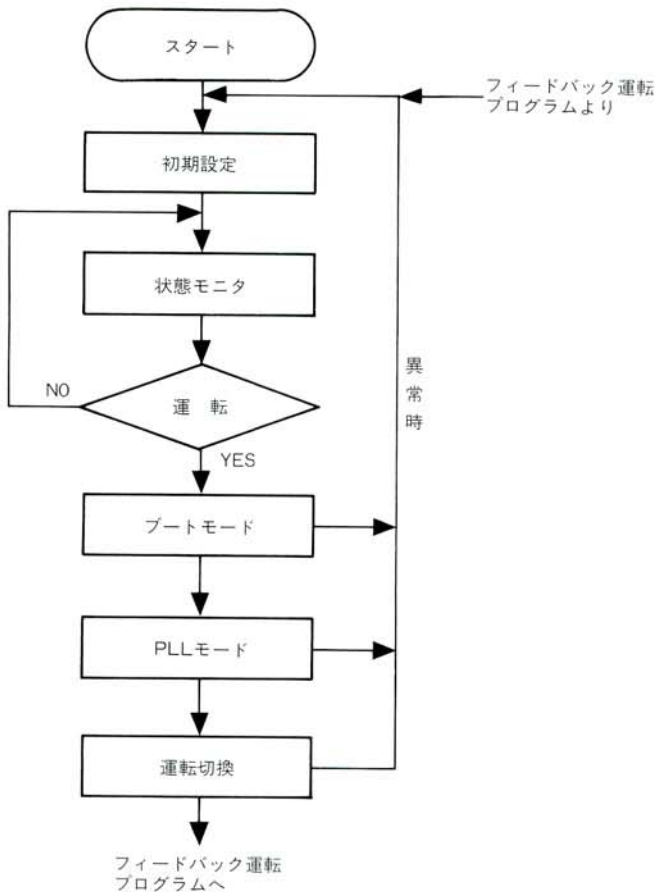 スタート
フィードバック運転
プログラムより
初期設定
状態モニタ
異常時
NO
運 転
YES
ブートモード
PLLモード
運転切換
フィードバック運転
プログラムへ